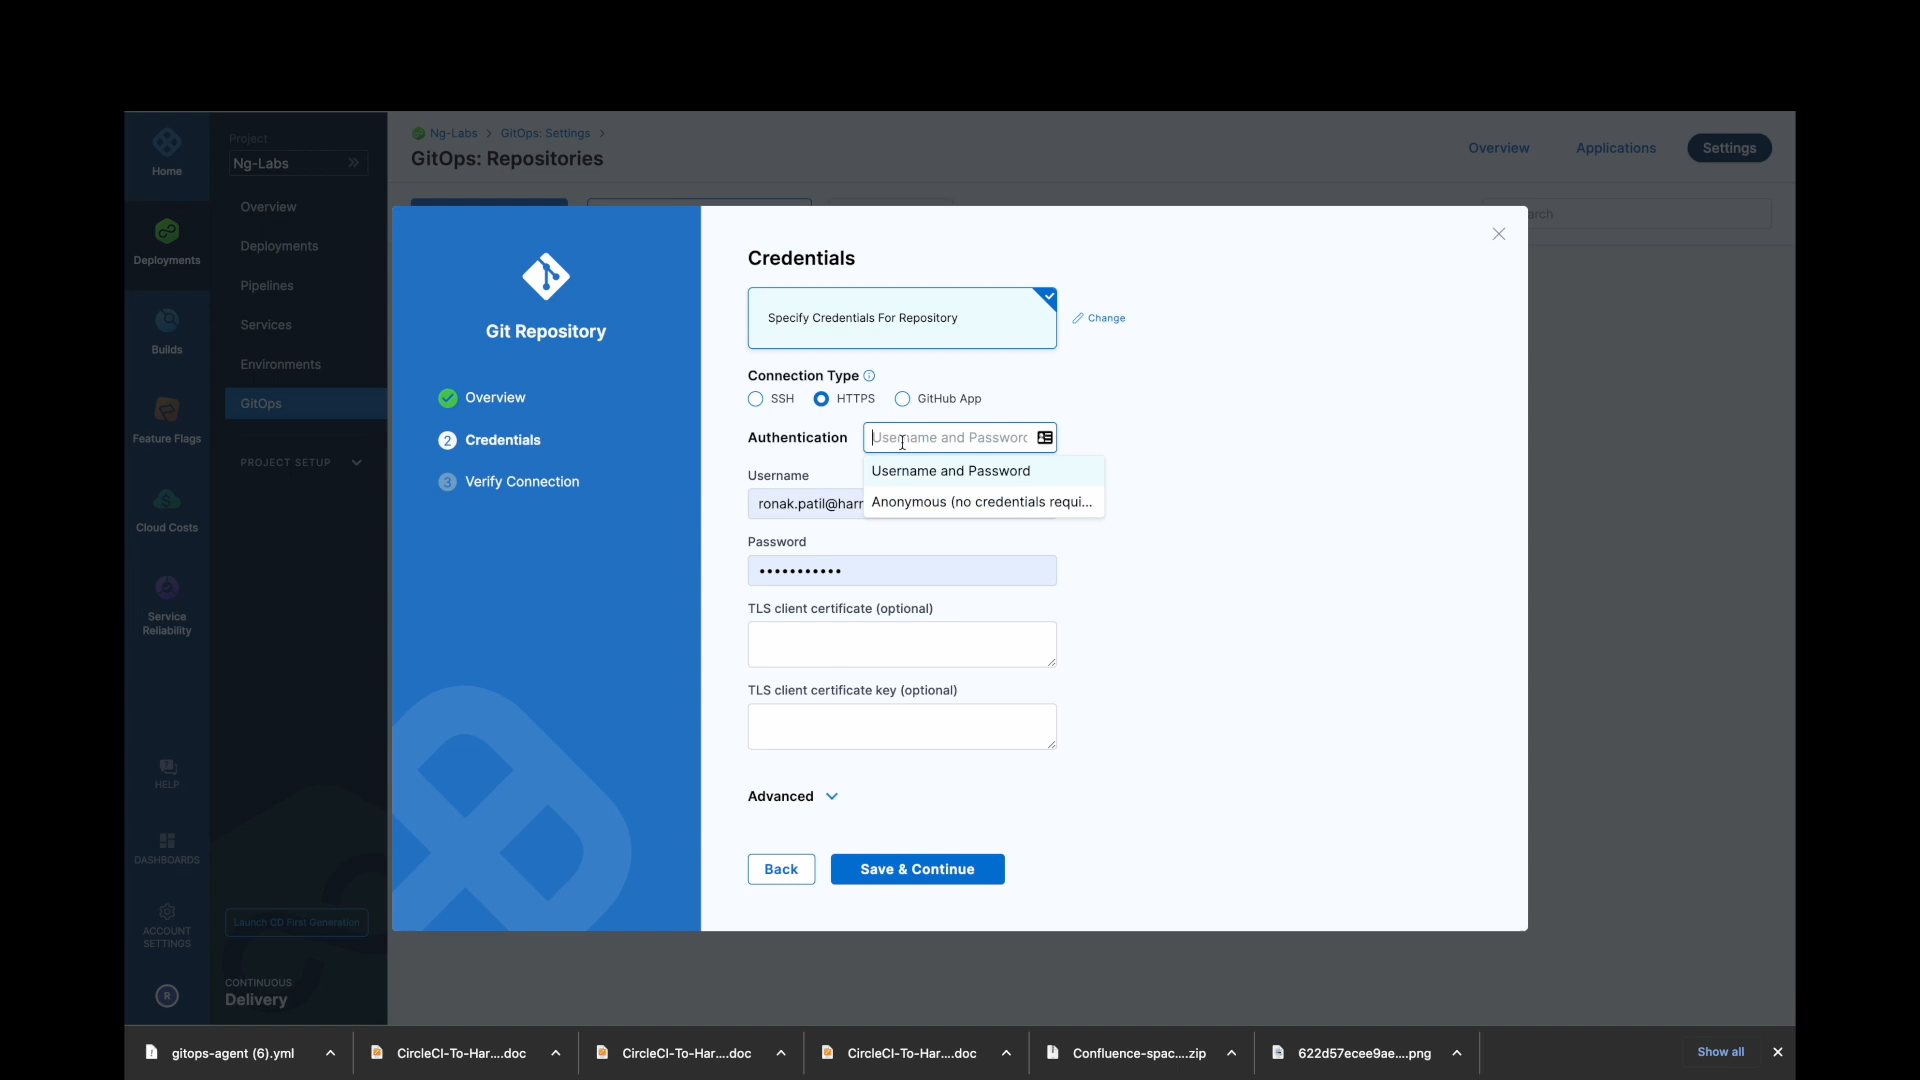 Home
Deployments
Builds
Feature Flags
Cloud Costs
Service
Reliability
HELP
DASHBOARDS
ACCOUNT
SETTINGS
R
Project
Ng-Labs
Overview
Deployments
Pipelines
Services
Environments
GitOps
PROJECT SETUP
Launch CD First Generation
CONTINUOUS
Delivery
Ng-Labs > GitOps: Settings >
GitOps: Repositories
Overview
Applications
Settings
arch
Git Repository
Overview
2 Credentials
3 Verify Connection
Credentials
Specify Credentials For Repository
Change
Connection Type
SSH
HTTPS
GitHub App
Authentication
Username and Password
Username and Password
Anonymous (no credentials requi...
Username
ronak.patil@harr
Password
TLS client certificate (optional)
TLS client certificate key (optional)
Advanced
Back
Save & Continue
gitops-agent (6).yml
CircleCI-To-Har....doc
CircleCI-To-Har....doc
CircleCI-To-Har....doc
Confluence-spac....zip
622d57ecee9ae....png
Show all